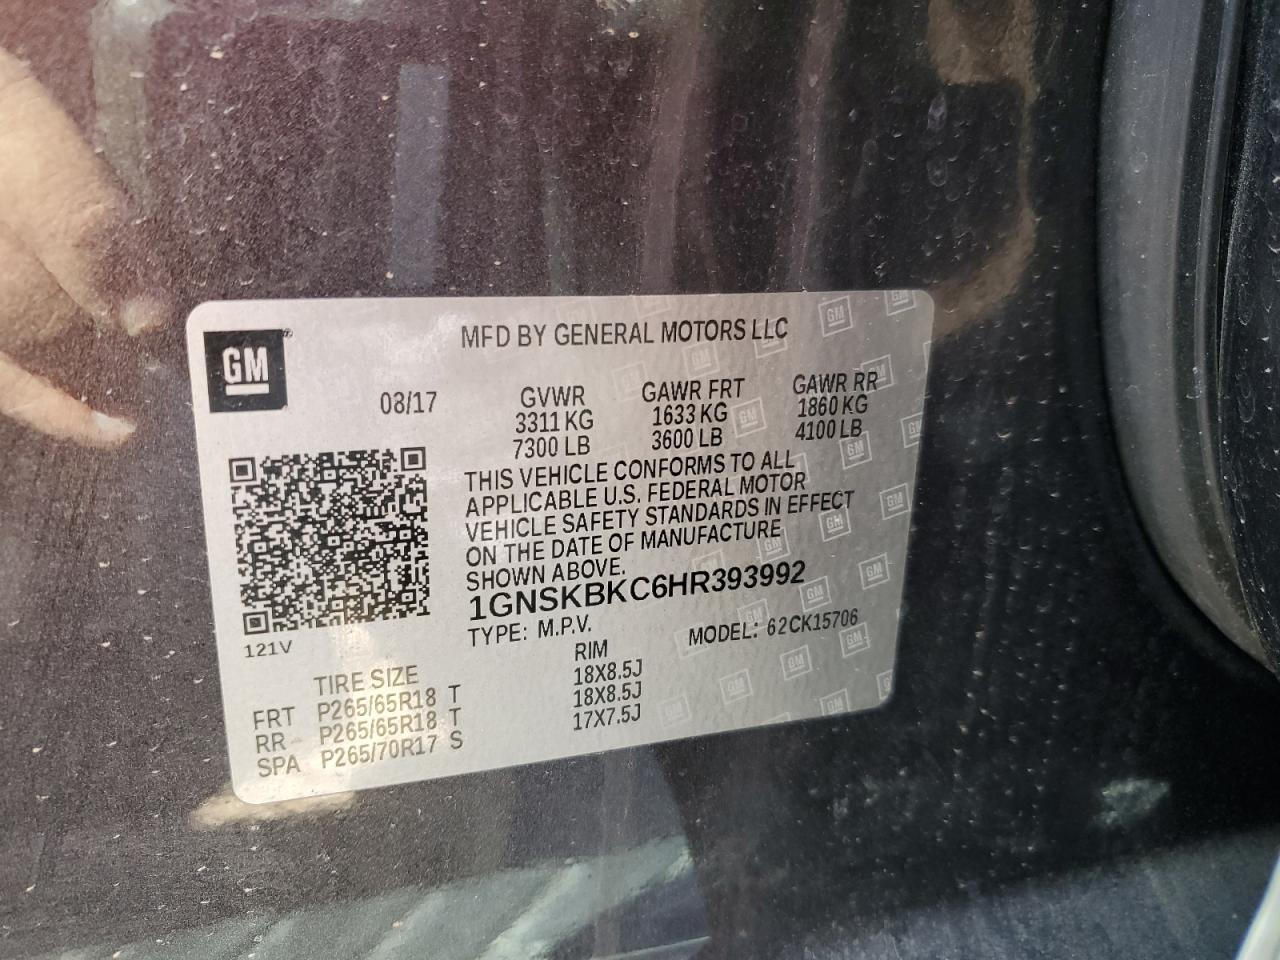 GM
MFD BY GENERAL MOTORS LLC
08/17
GVWR GAWR FRT GAWR RR
3311 KG 1633 KG 1860 KG
7300 LB 3600 LB 4100 LB
THIS VEHICLE CONFORMS TO ALL
APPLICABLE U.S. FEDERAL MOTOR
VEHICLE SAFETY STANDARDS IN EFFECT
ON THE DATE OF MANUFACTURE
SHOWN ABOVE.
1GNSKBKC6HR393992
TYPE: M.P.V. MODEL: 62CK15706
121V
TIRE SIZE RIM
FRT P265/65R18 T 18X8.5J
RR P265/65R18 T 18X8.5J
SPA P265/70R17 S 17X7.5J